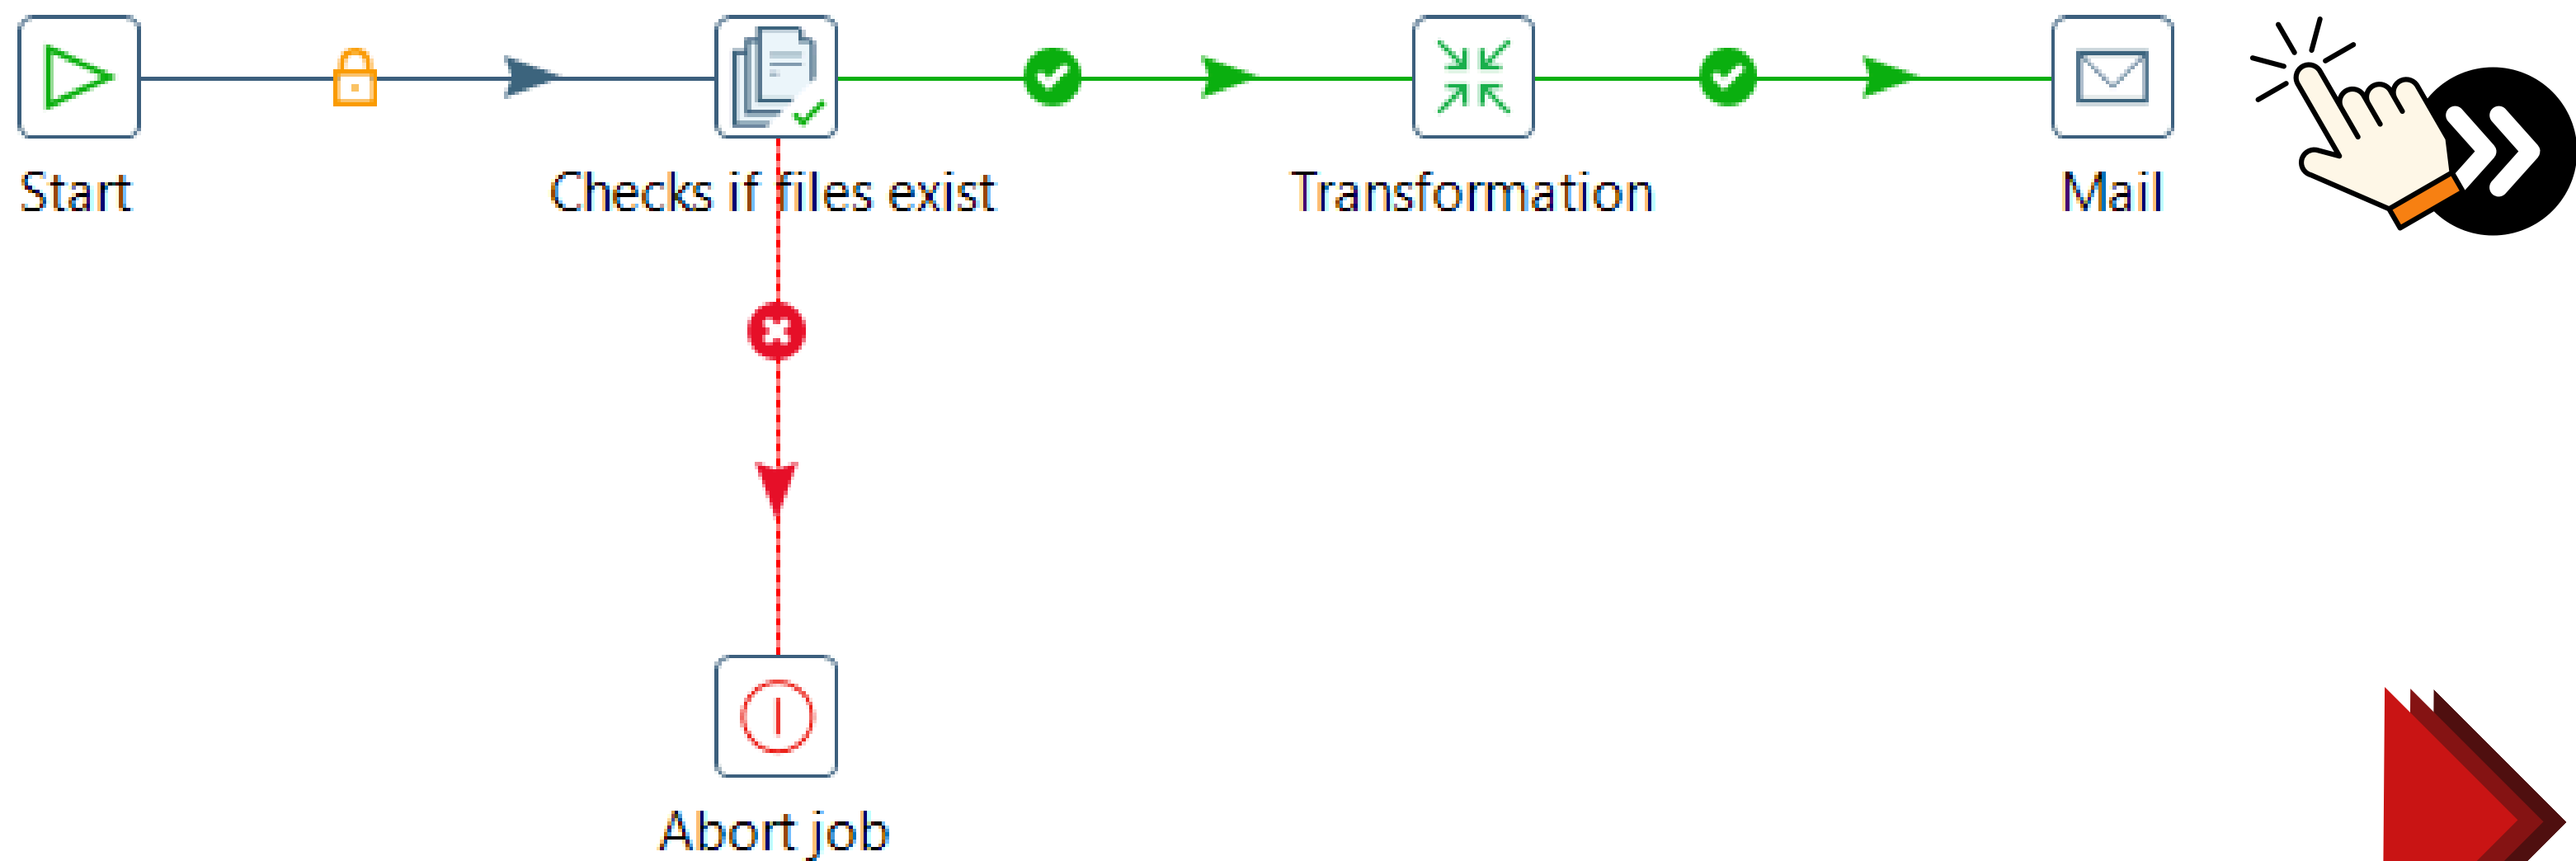 Start
Checks if files exist
Transformation
Mail
Abort job